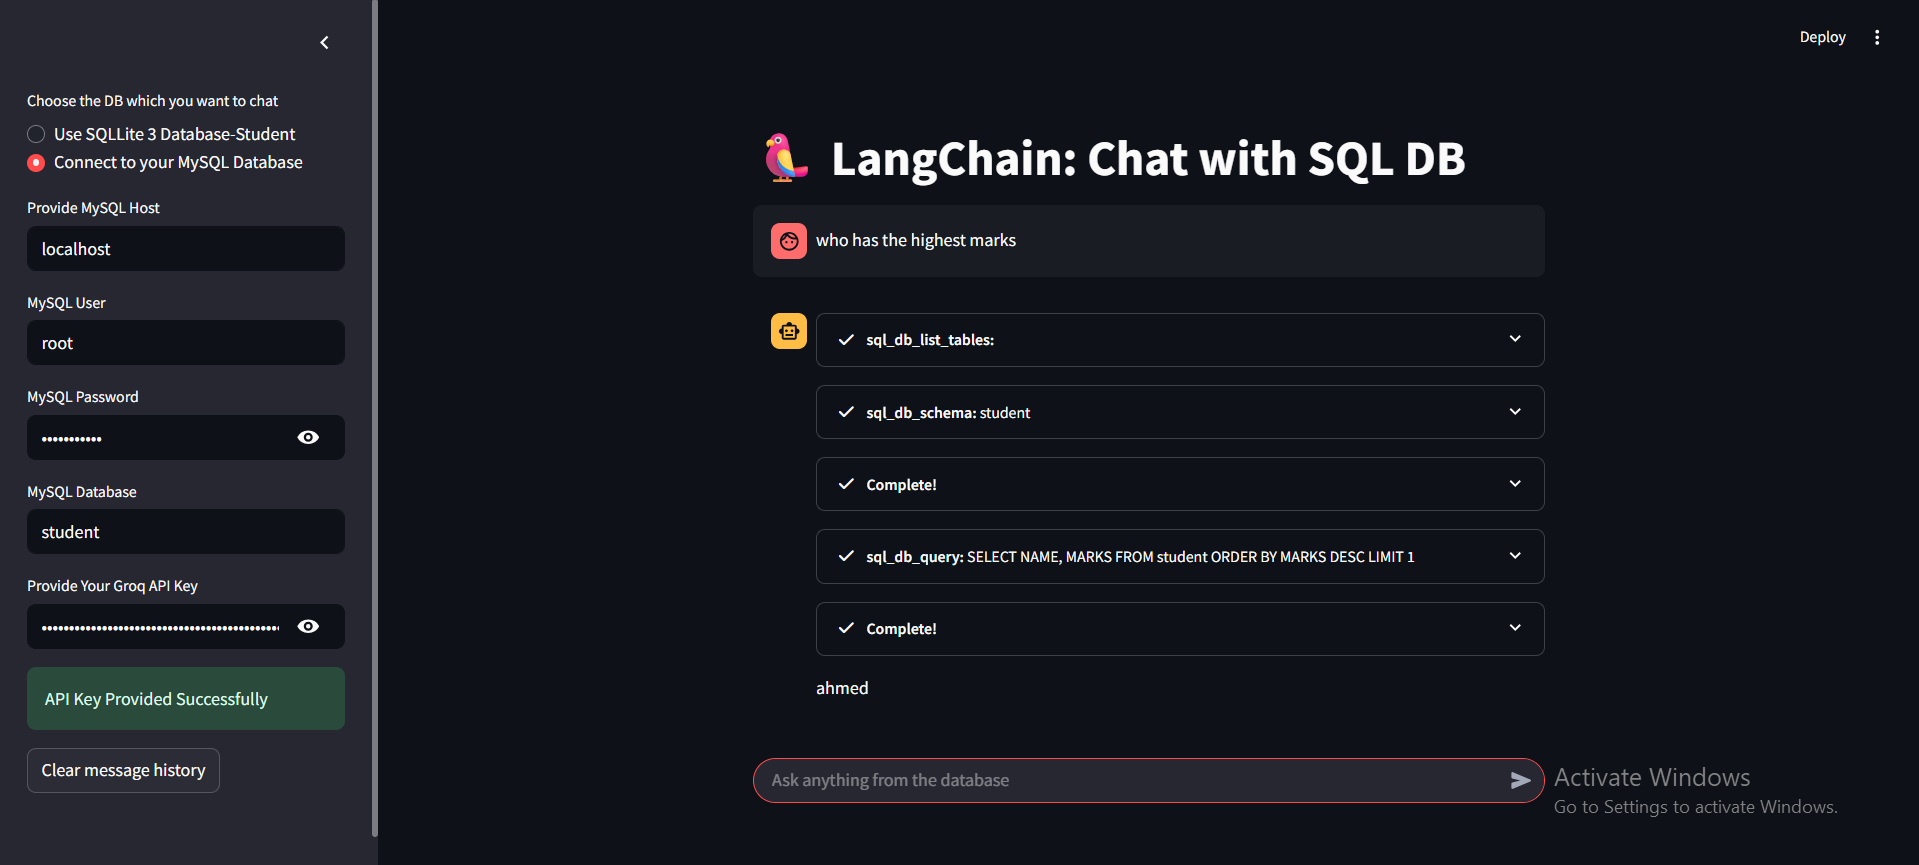 Choose the DB which you want to chat
Use SQLLite 3 Database-Student
Connect to your MySQL Database
Provide MySQL Host
localhost
MySQL User
root
MySQL Password
MySQL Database
student
Provide Your Groq API Key
API Key Provided Successfully
Clear message history
Deploy
LangChain: Chat with SQL DB
who has the highest marks
sql_db_list_tables:
sql_db_schema: student
Complete!
sql_db_query: SELECT NAME, MARKS FROM student ORDER BY MARKS DESC LIMIT 1
Complete!
ahmed
Ask anything from the database
Activate Windows
Go to Settings to activate Windows.